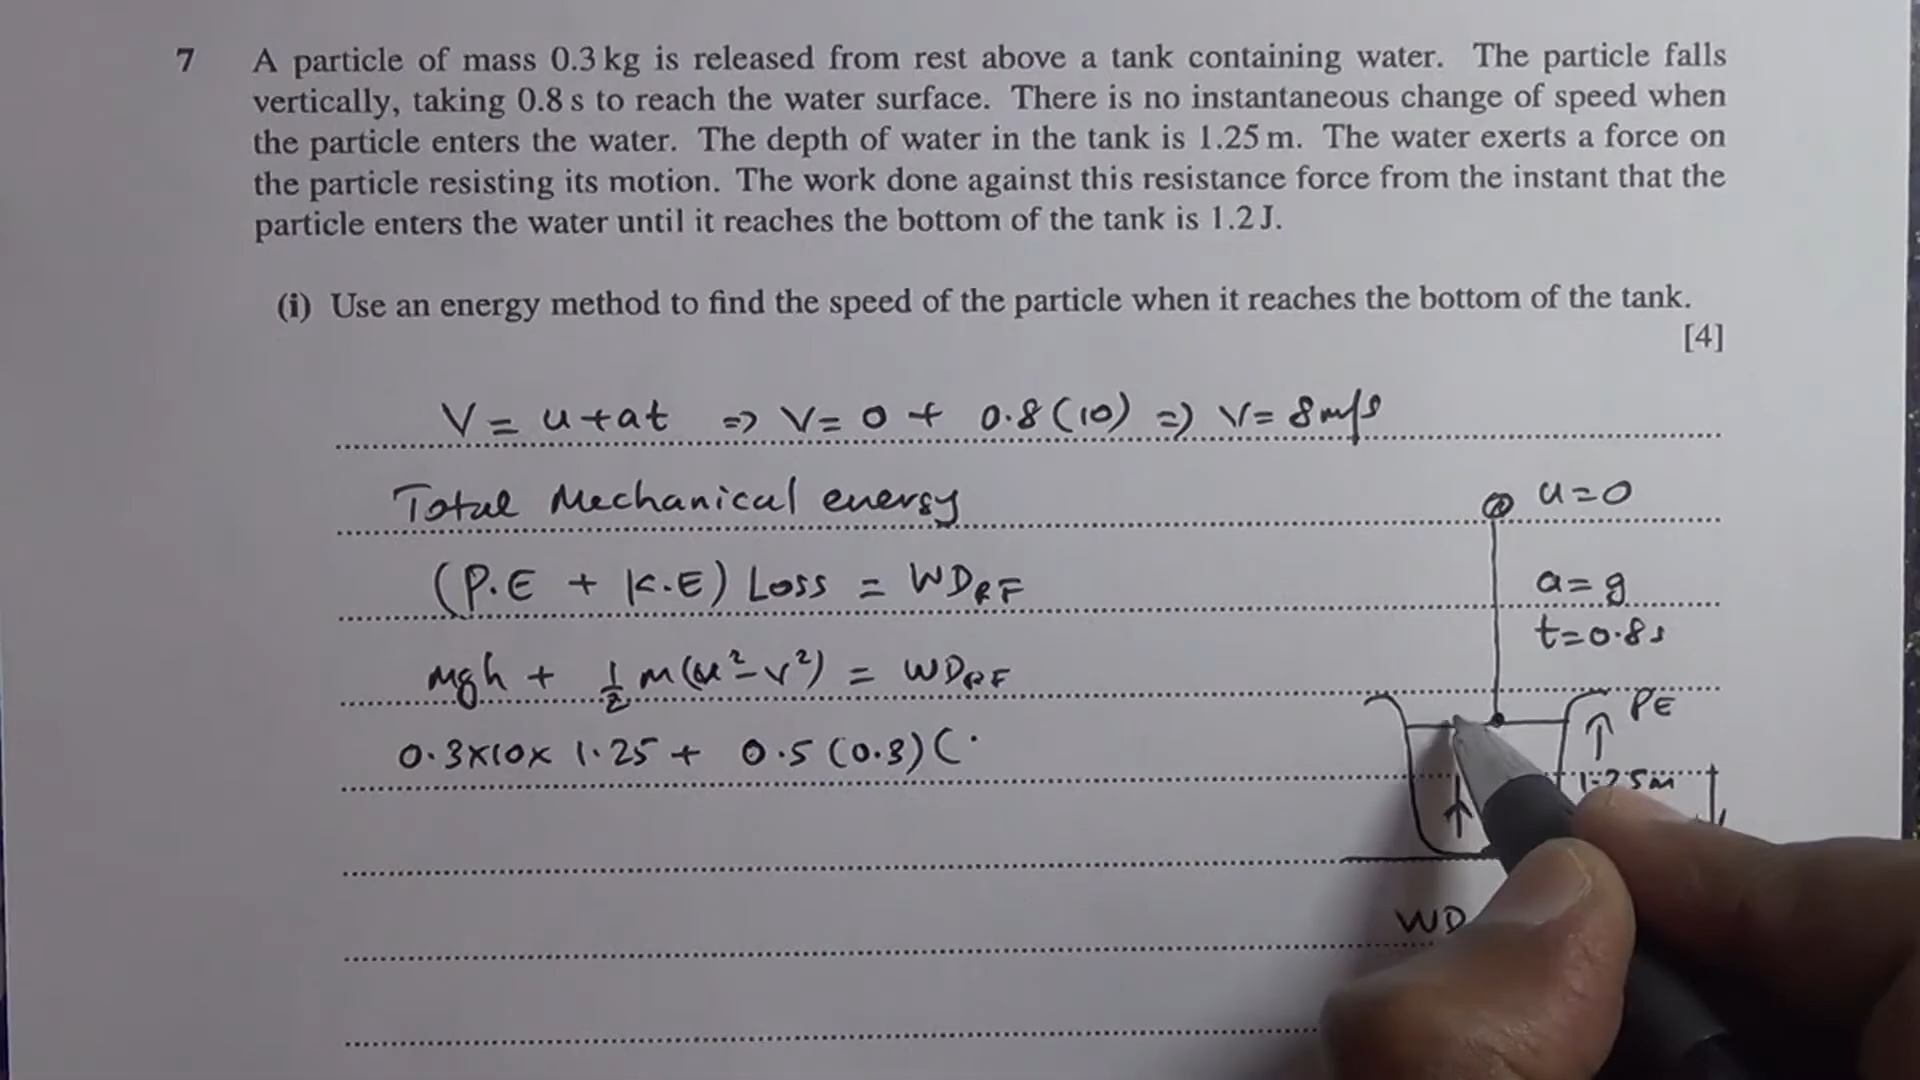 7 A particle of mass 0.3 kg is released from rest above a tank containing water. The particle falls
vertically, taking 0.8 s to reach the water surface. There is no instantaneous change of speed when
the particle enters the water. The depth of water in the tank is 1.25 m. The water exerts a force on
the particle resisting its motion. The work done against this resistance force from the instant that the
particle enters the water until it reaches the bottom of the tank is 1.2 J.
(i) Use an energy method to find the speed of the particle when it reaches the bottom of the tank.
[4]
V = u + at ⇒ V = 0 + 0.8 (10) ⇒ V = 8 m/s
Total Mechanical energy
(P.E + K.E) Loss = WD_RF
mgh + 1/2 m(u² - v²) = WD_RF
0.3×10× 1.25 + 0.5 (0.3) (
u=0
a=g
t=0.8s
PE
1.25m
WD